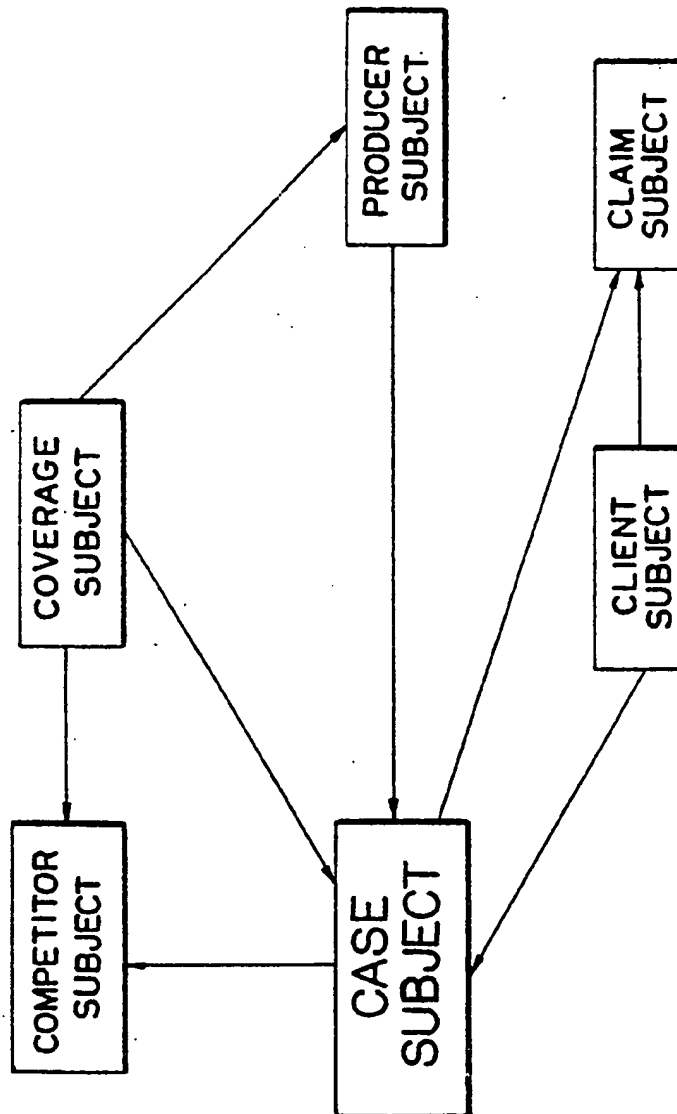 COMPETITOR
SUBJECT
COVERAGE
SUBJECT
PRODUCER
SUBJECT
CASE
SUBJECT
CLIENT
SUBJECT
CLAIM
SUBJECT